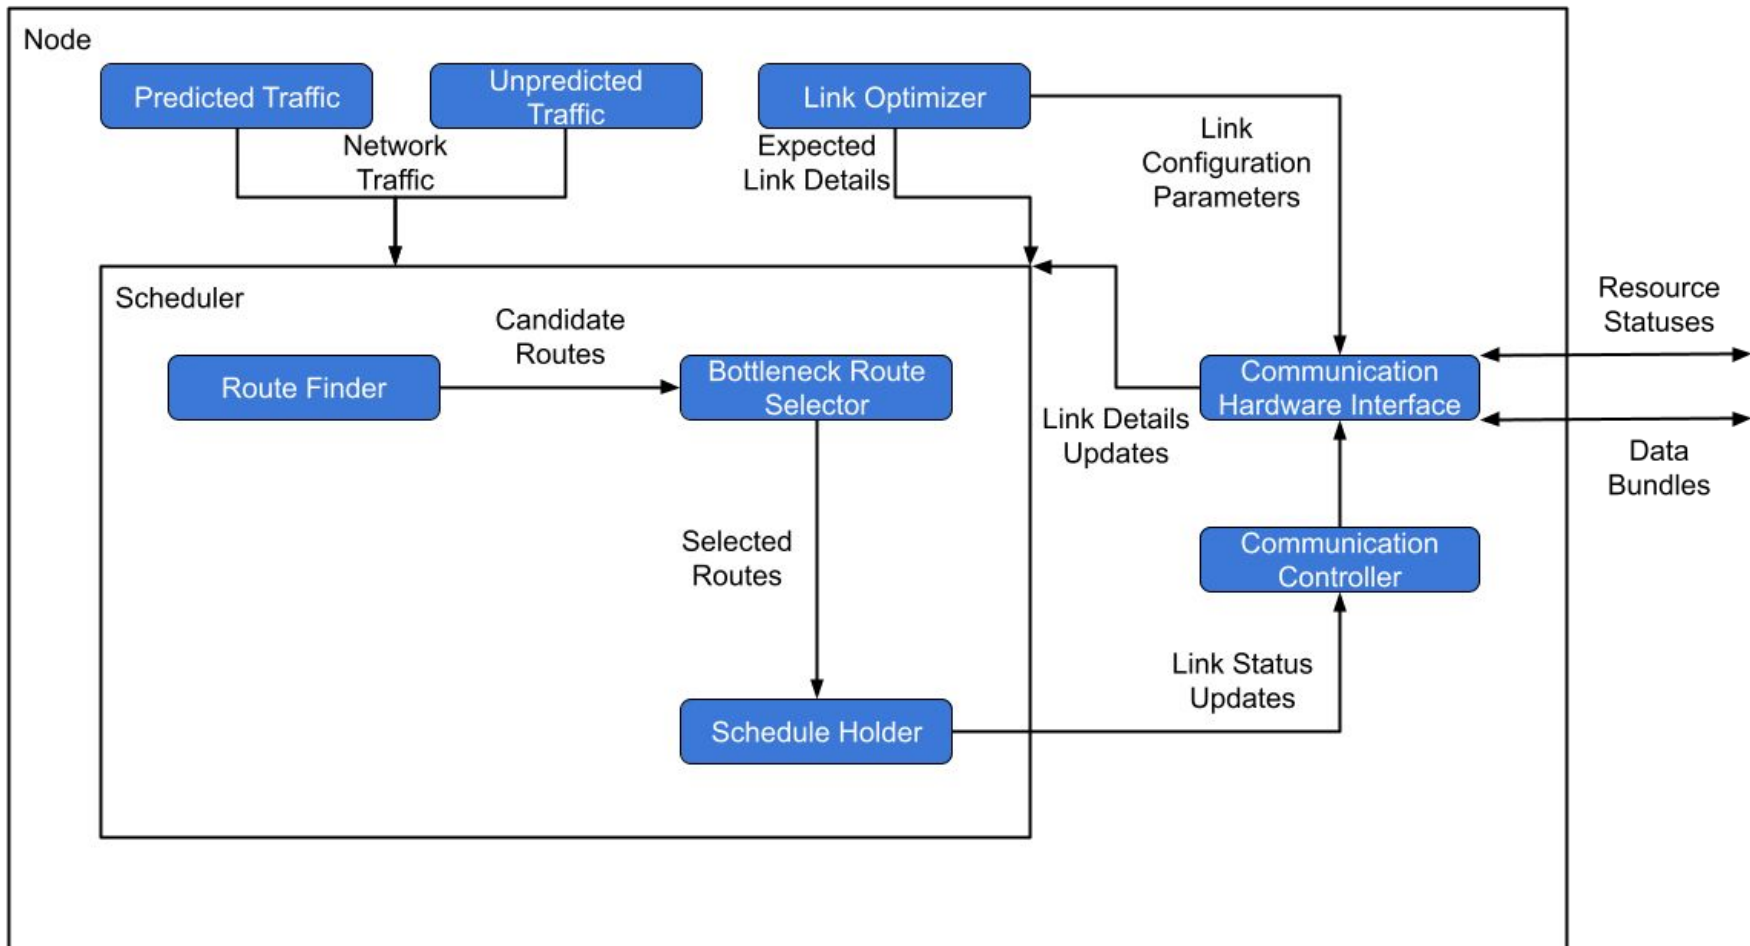 Node
Predicted Traffic
Unpredicted
Traffic
Link Optimizer
Network
Traffic
Expected
Link Details
Link
Configuration
Parameters
Scheduler
Candidate
Routes
Route Finder
Bottleneck Route
Selector
Communication
Hardware Interface
Resource
Statuses
Link Details
Updates
Data
Bundles
Selected
Routes
Communication
Controller
Link Status
Updates
Schedule Holder